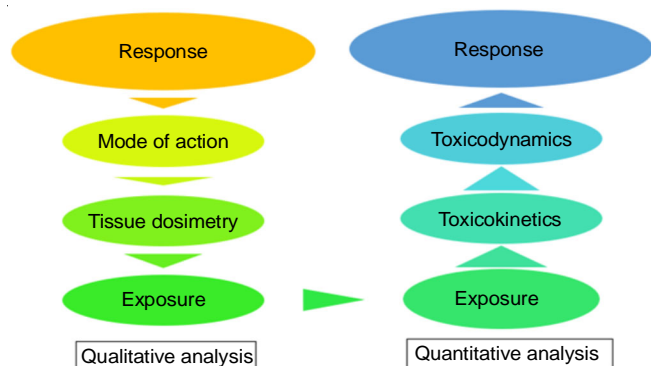 Response
Mode of action
Tissue dosimetry
Exposure
Qualitative analysis
Response
Toxicodynamics
Toxicokinetics
Exposure
Quantitative analysis